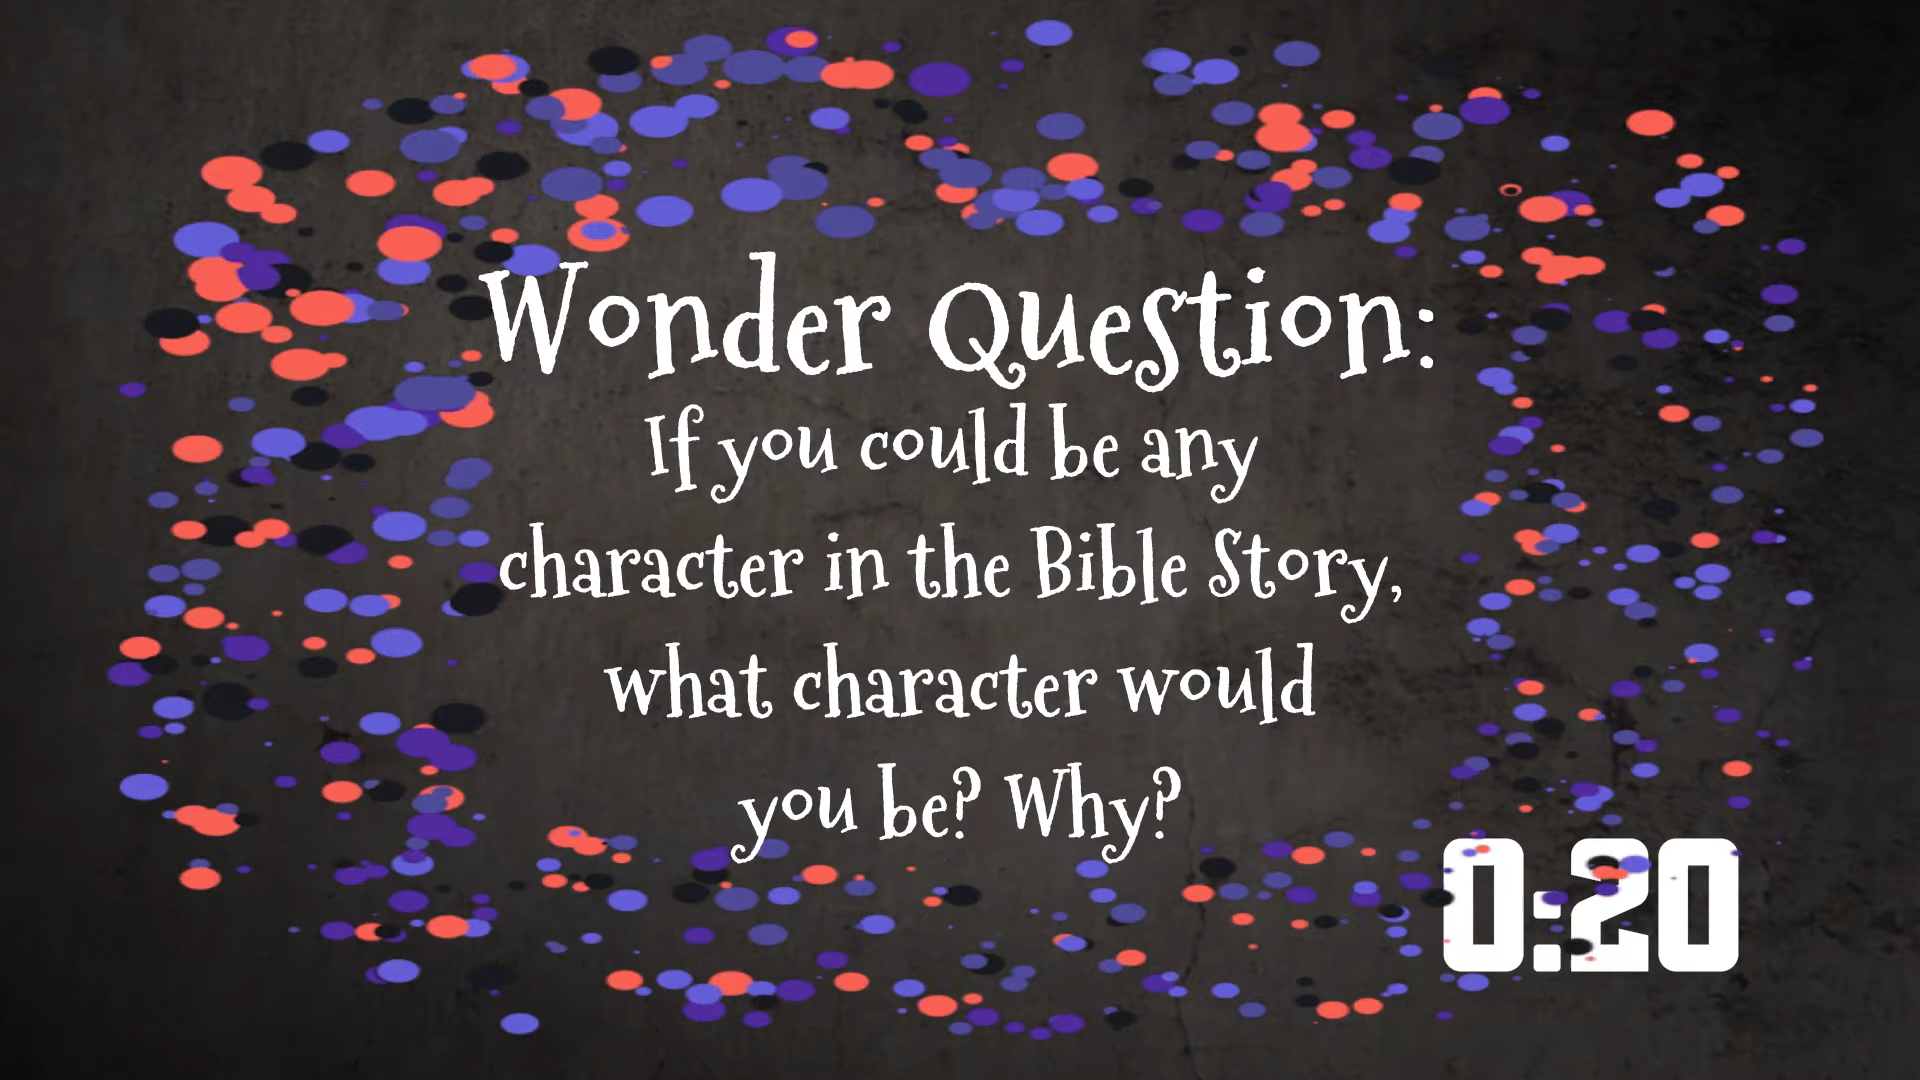 Wonder Question:
If you could be any
character in the Bible Story,
what character would
you be? Why?
0:20